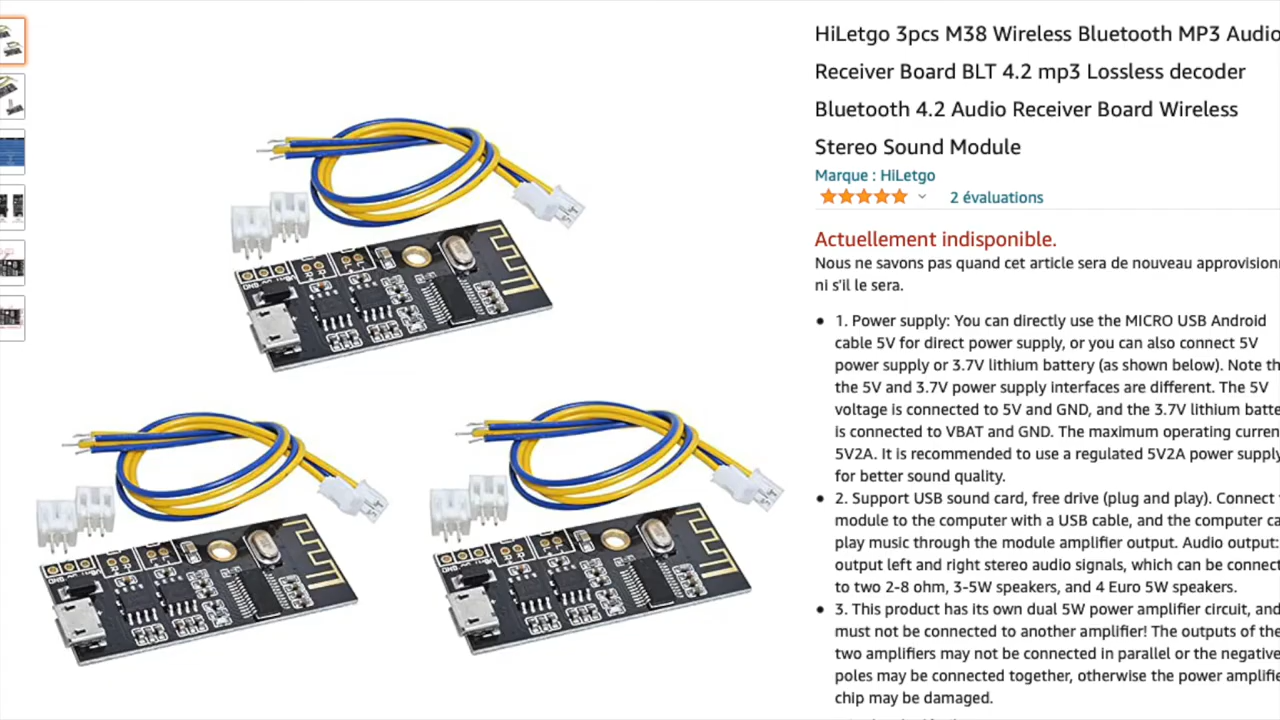 HiLetgo 3pcs M38 Wireless Bluetooth MP3 Audio
Receiver Board BLT 4.2 mp3 Lossless decoder
Bluetooth 4.2 Audio Receiver Board Wireless
Stereo Sound Module
Marque : HiLetgo
2 évaluations
Actuellement indisponible.
Nous ne savons pas quand cet article sera de nouveau approvisionn
ni s'il le sera.
• 1. Power supply: You can directly use the MICRO USB Android
cable 5V for direct power supply, or you can also connect 5V
power supply or 3.7V lithium battery (as shown below). Note th
the 5V and 3.7V power supply interfaces are different. The 5V
voltage is connected to 5V and GND, and the 3.7V lithium batte
is connected to VBAT and GND. The maximum operating curren
5V2A. It is recommended to use a regulated 5V2A power supply
for better sound quality.
• 2. Support USB sound card, free drive (plug and play). Connect
module to the computer with a USB cable, and the computer ca
play music through the module amplifier output. Audio output:
output left and right stereo audio signals, which can be connect
to two 2-8 ohm, 3-5W speakers, and 4 Euro 5W speakers.
• 3. This product has its own dual 5W power amplifier circuit, and
must not be connected to another amplifier! The outputs of the
two amplifiers may not be connected in parallel or the negative
poles may be connected together, otherwise the power amplifie
chip may be damaged.